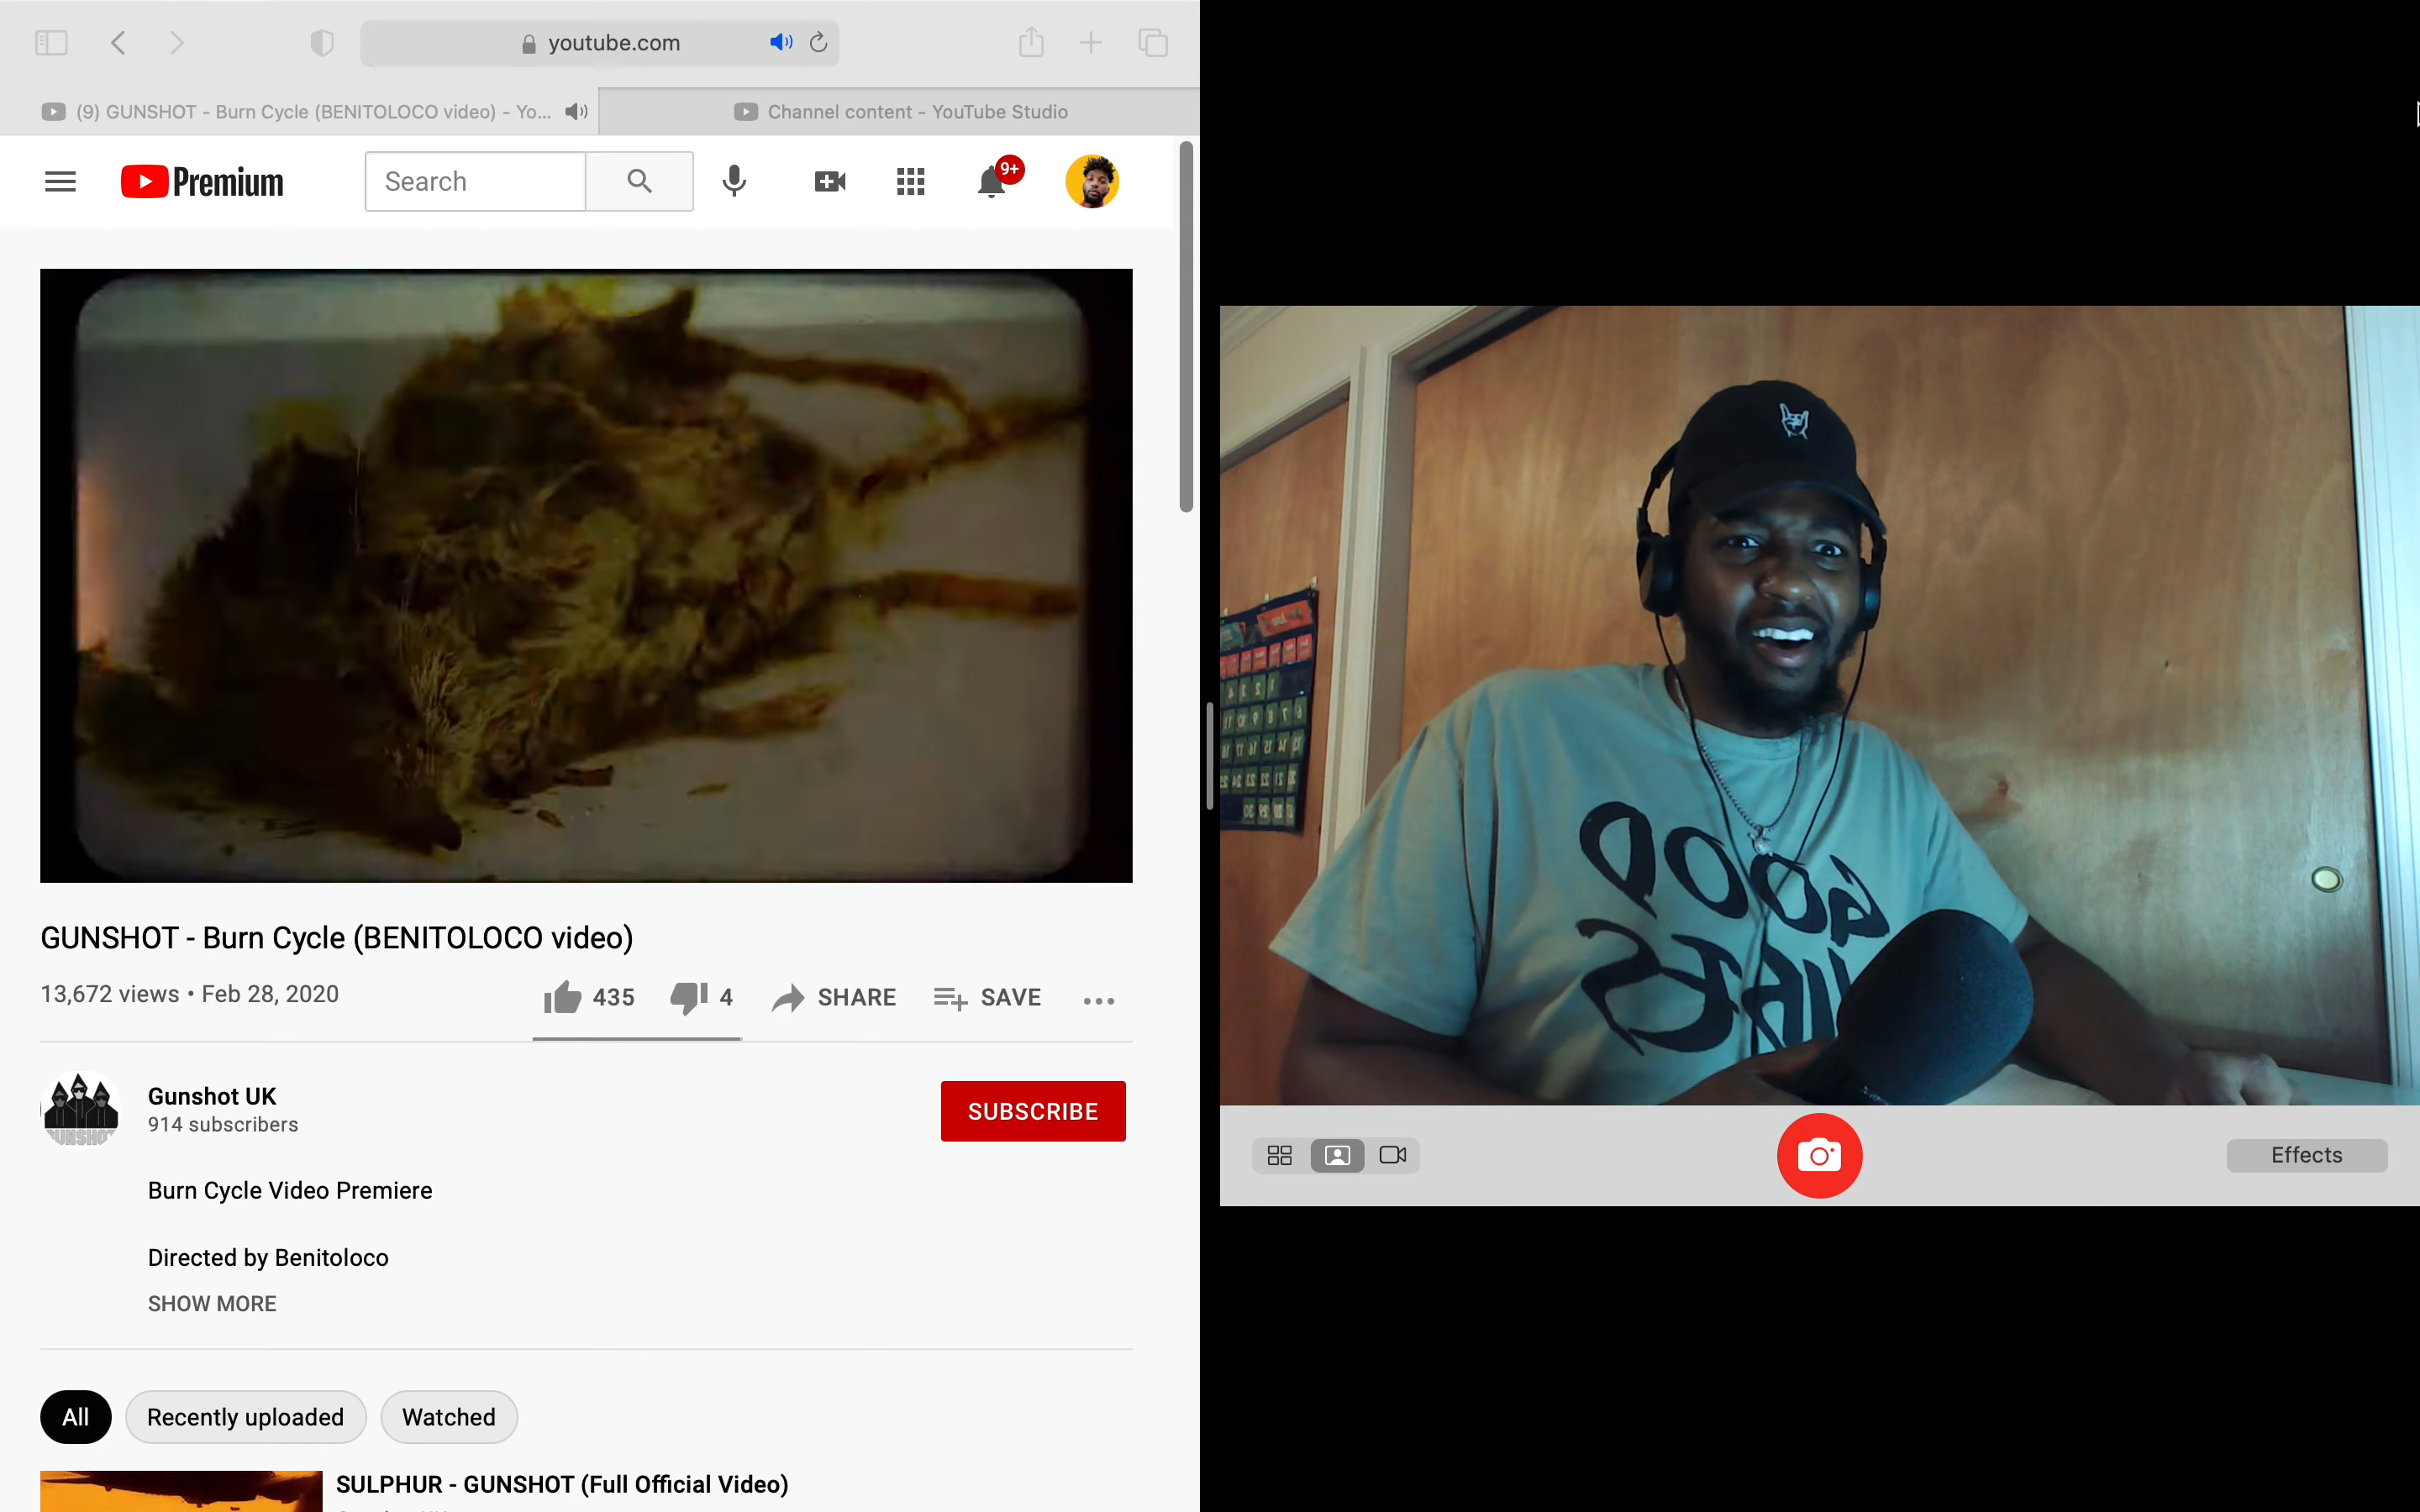 youtube.com
(9) GUNSHOT - Burn Cycle (BENITOLOCO video) - Yo...
Channel content - YouTube Studio
Premium
Search
9+
GUNSHOT - Burn Cycle (BENITOLOCO video)
13,672 views • Feb 28, 2020
435
4
SHARE
SAVE
Gunshot UK
914 subscribers
SUBSCRIBE
Burn Cycle Video Premiere
Directed by Benitoloco
SHOW MORE
All
Recently uploaded
Watched
SULPHUR - GUNSHOT (Full Official Video)
GOOD
Effects